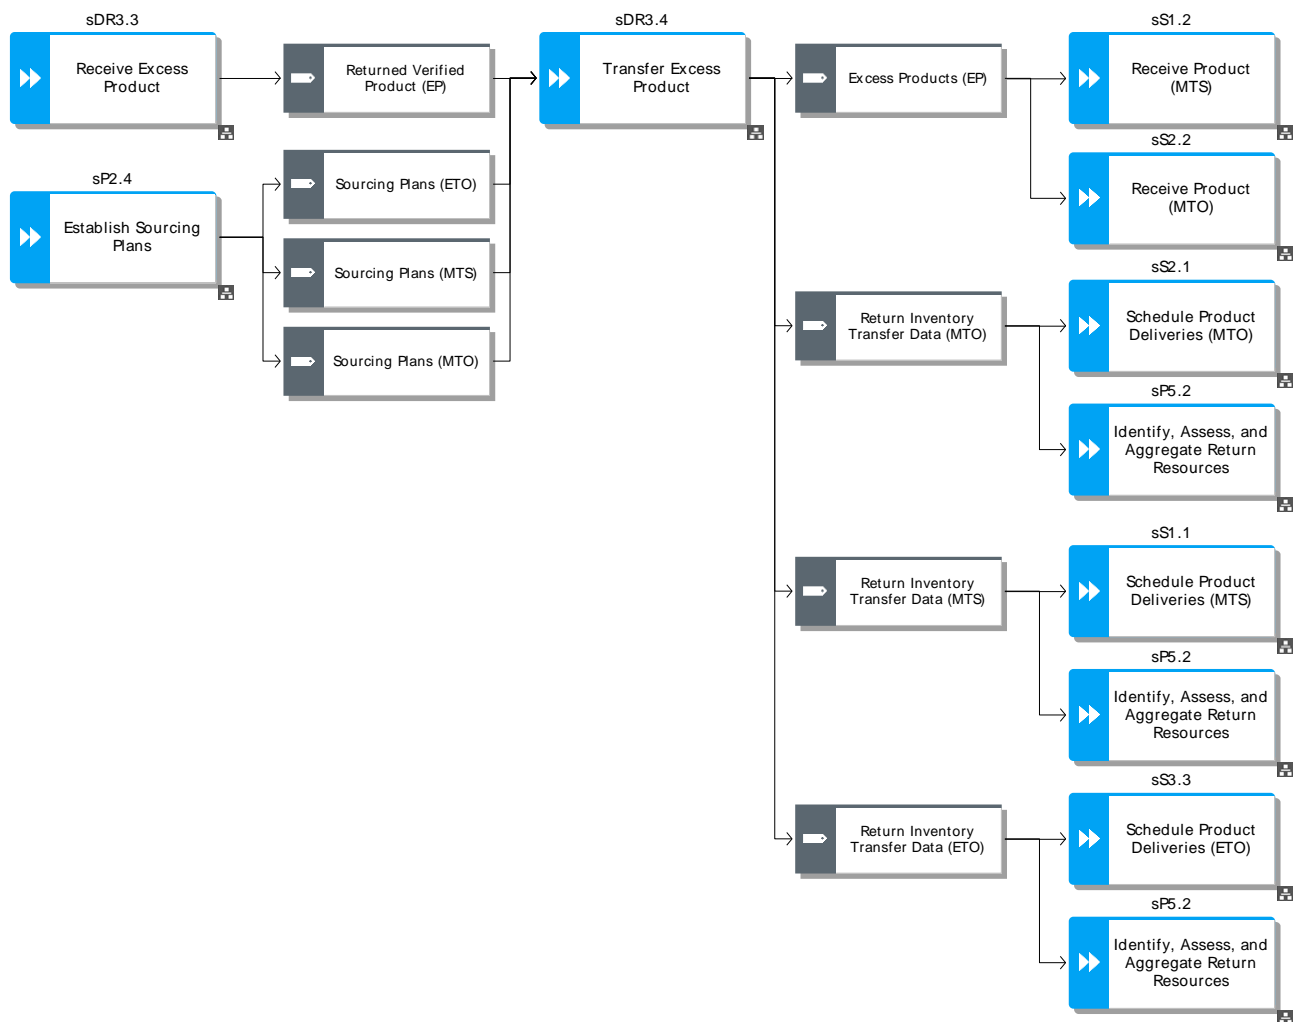 sDR3.3
Receive Excess
Product
Returned Verified
Product (EP)
sDR3.4
Transfer Excess
Product
Excess Products (EP)
sS1.2
Receive Product
(MTS)
sP2.4
Establish Sourcing
Plans
Sourcing Plans (ETO)
Sourcing Plans (MTS)
Sourcing Plans (MTO)
sS2.2
Receive Product
(MTO)
Return Inventory
Transfer Data (MTO)
sS2.1
Schedule Product
Deliveries (MTO)
sP5.2
Identify, Assess, and
Aggregate Return
Resources
Return Inventory
Transfer Data (MTS)
sS1.1
Schedule Product
Deliveries (MTS)
sP5.2
Identify, Assess, and
Aggregate Return
Resources
Return Inventory
Transfer Data (ETO)
sS3.3
Schedule Product
Deliveries (ETO)
sP5.2
Identify, Assess, and
Aggregate Return
Resources